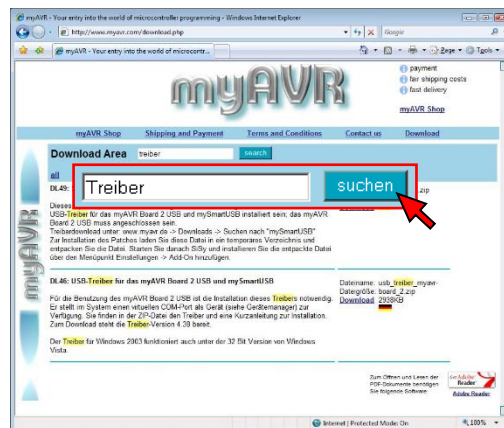 myAVR - Your entry into the world of microcontroller programming - Windows Internet Explorer
http://www.myavr.com/download.php
Google
myAVR - Your entry into the world of microcontr...
Page
Tools
myAVR
payment
fair shipping costs
fast delivery
myAVR Shop
myAVR Shop Shipping and Payment Terms and Conditions Contact us Download
Download Area treiber search
all
Treiber suchen
DL49:
.zip
USB-Treiber für das myAVR Board 2 USB und mySmartUSB installiert sein; das myAVR
Board 2 USB muss angeschlossen sein.
Treiberdownload unter: www.myavr.de -> Downloads -> Suchen nach "mySmartUSB"
Zur Installation des Patches laden Sie diese Datei in ein temporäres Verzeichnis und
entpacken Sie die Datei. Starten Sie danach SiSy und installieren Sie die entpackte Datei
über den Menüpunkt Einstellungen -> Add-On hinzufügen.
DL46: USB-Treiber für das myAVR Board 2 USB und mySmartUSB
Für die Benutzung des myAVR Board 2 USB ist die Installation dieses Treibers notwendig.
Er stellt im System einen virtuellen COM-Port als Gerät (siehe Gerätemanager) zur
Verfügung. Sie finden in der ZIP-Datei den Treiber und eine Kurzanleitung zur Installation.
Zum Download steht die Treiber-Version 4.38 bereit.
Der Treiber für Windows 2003 funktioniert auch unter der 32 Bit Version von Windows
Vista.
Dateiname: usb_treiber_myavr-
Dateigröße: board_2.zip
Download 2938KB
Zum Öffnen und Lesen der
PDF-Dokumente benötigen
Sie folgende Software:
Get Adobe
Reader
Adobe Reader
myAVR
Internet | Protected Mode: On
100%